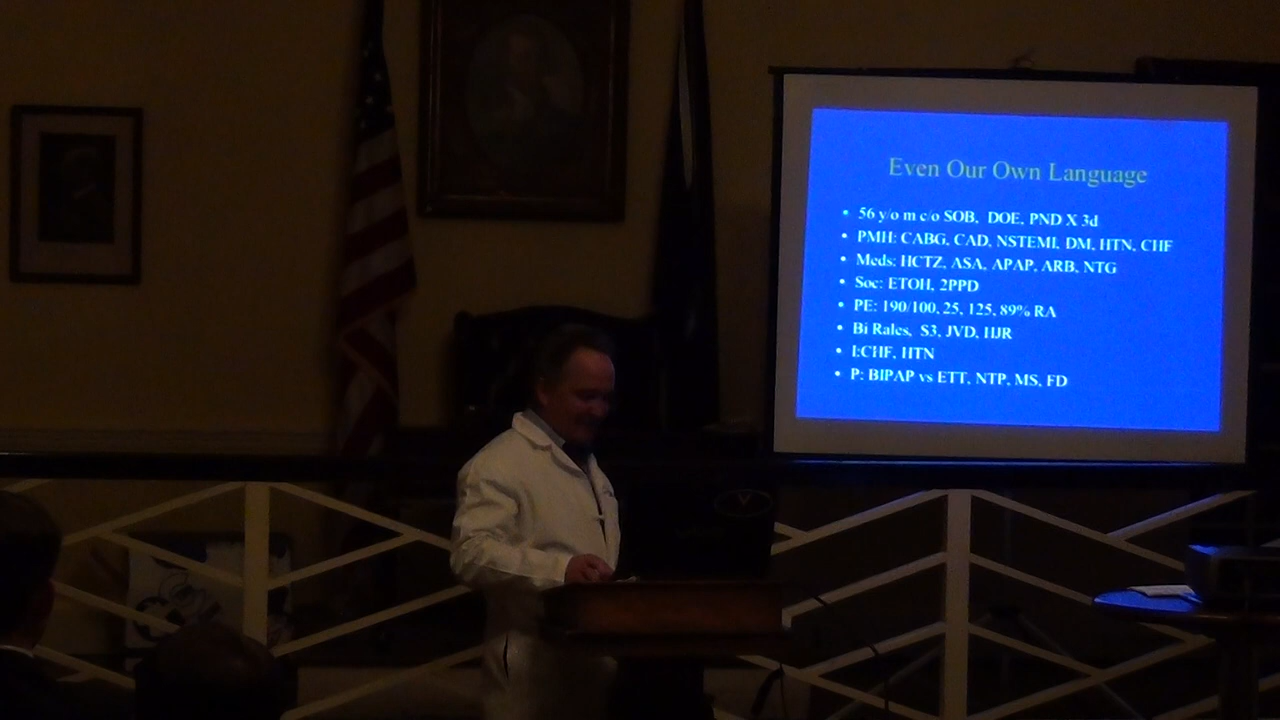 Even Our Own Language
• 56 y/o m c/o SOB, DOE, PND X 3d
• PMH: CABG, CAD, NSTEMI, DM, HTN, CHF
• Meds: HCTZ, ASA, APAP, ARB, NTG
• Soc: ETOH, 2PPD
• PE: 190/100, 25, 125, 89% RA
• Bi Rales, S3, JVD, HJR
• I:CHF, HTN
• P: BIPAP vs ETT, NTP, MS, FD